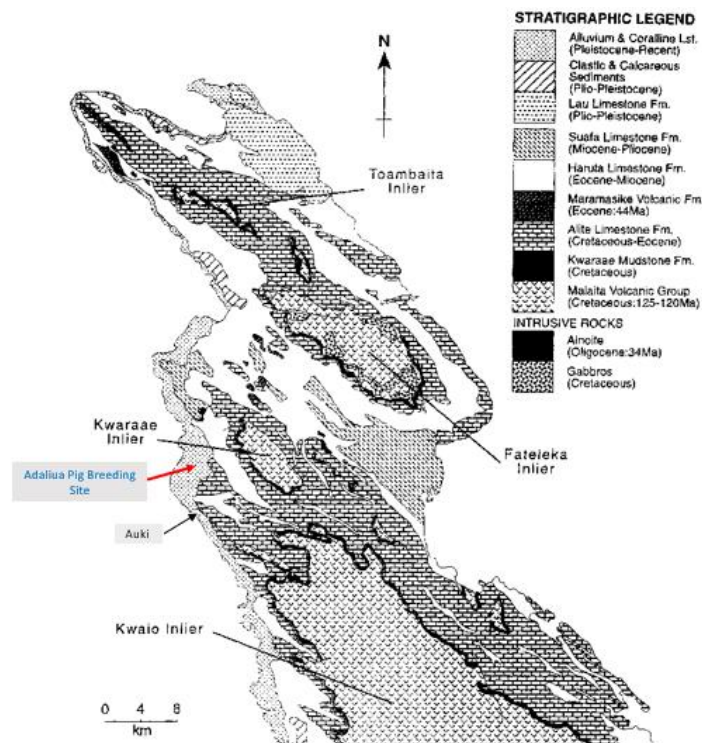 STRATIGRAPHIC LEGEND
Alluvium & Coralline Lst.
(Pleistocene-Recent)
Clastic & Calcareous
Sediments
(Plio-Pleistocene)
Lau Limestone Fm.
(Plio-Pleistocene)
Suafa Limestone Fm.
(Miocene-Pliocene)
Haruta Limestone Fm.
(Eocene-Miocene)
Maramasike Volcanic Fm.
(Eocene:44Ma)
Alite Limestone Fm.
(Cretaceous-Eocene)
Kwaraae Mudstone Fm.
(Cretaceous)
Malaita Volcanic Group
(Cretaceous:125-120Ma)
INTRUSIVE ROCKS
Alnoite
(Oligocene:34Ma)
Gabbros
(Cretaceous)
N
Toambaita
Inlier
Kwaraae
Inlier
Fateleka
Inlier
Adaliua Pig Breeding
Site
Auki
Kwaio Inlier
0 4 8
km